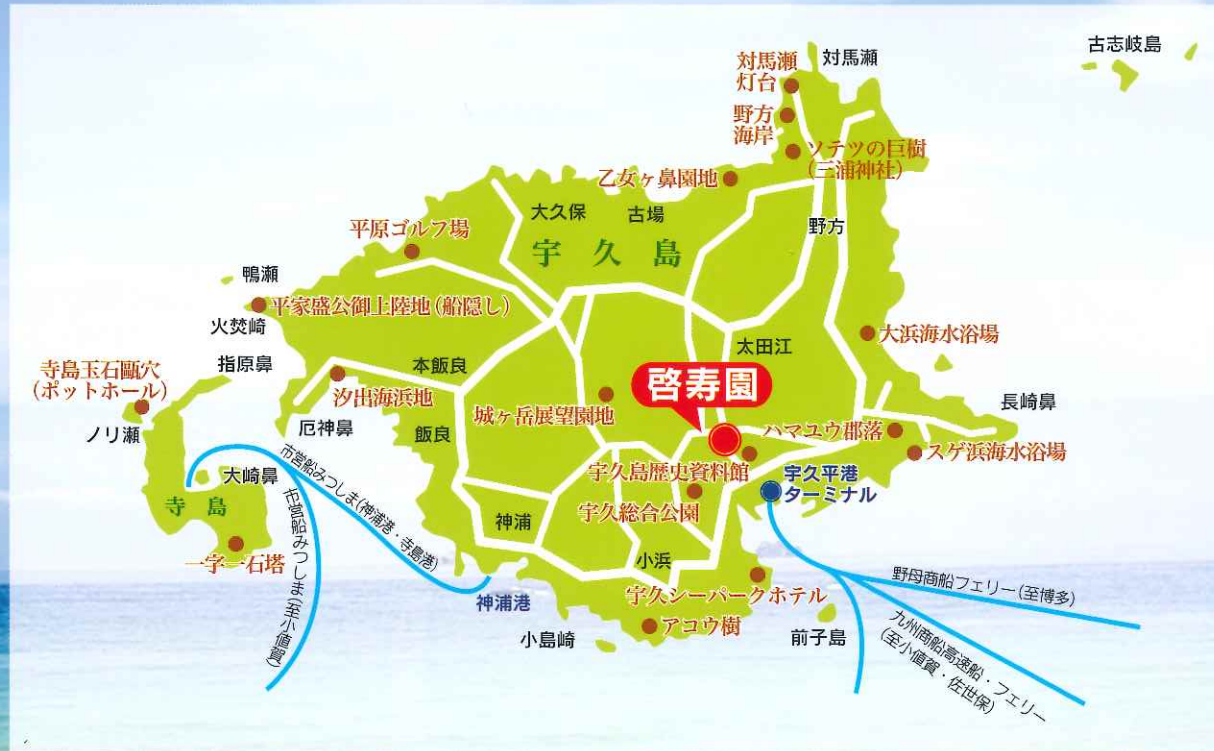 古志岐島
対馬瀬
灯台
対馬瀬
野方
海岸
ソテツの巨樹
(三浦神社)
乙女ヶ鼻園地
大久保
古場
野方
平原ゴルフ場
宇久島
鴨瀬
平家盛公御上陸地(船隠し)
火焚崎
大浜海水浴場
太田江
指原鼻
本飯良
寺島玉石甌穴
(ポットホール)
汐出海浜地
城ヶ岳展望園地
啓寿園
長崎鼻
ノリ瀬
厄神鼻
飯良
ハマユウ郡落
スゲ浜海水浴場
宇久島歴史資料館
宇久平港
ターミナル
大崎鼻
市営船みつしま(神浦港・寺島港)
宇久総合公園
寺島
神浦
市営船みつしま(至小値賀)
一字一石塔
小浜
野母商船フェリー(至博多)
神浦港
宇久シーパークホテル
アコウ樹
小島崎
前子島
九州商船高速船・フェリー
(至小値賀・佐世保)